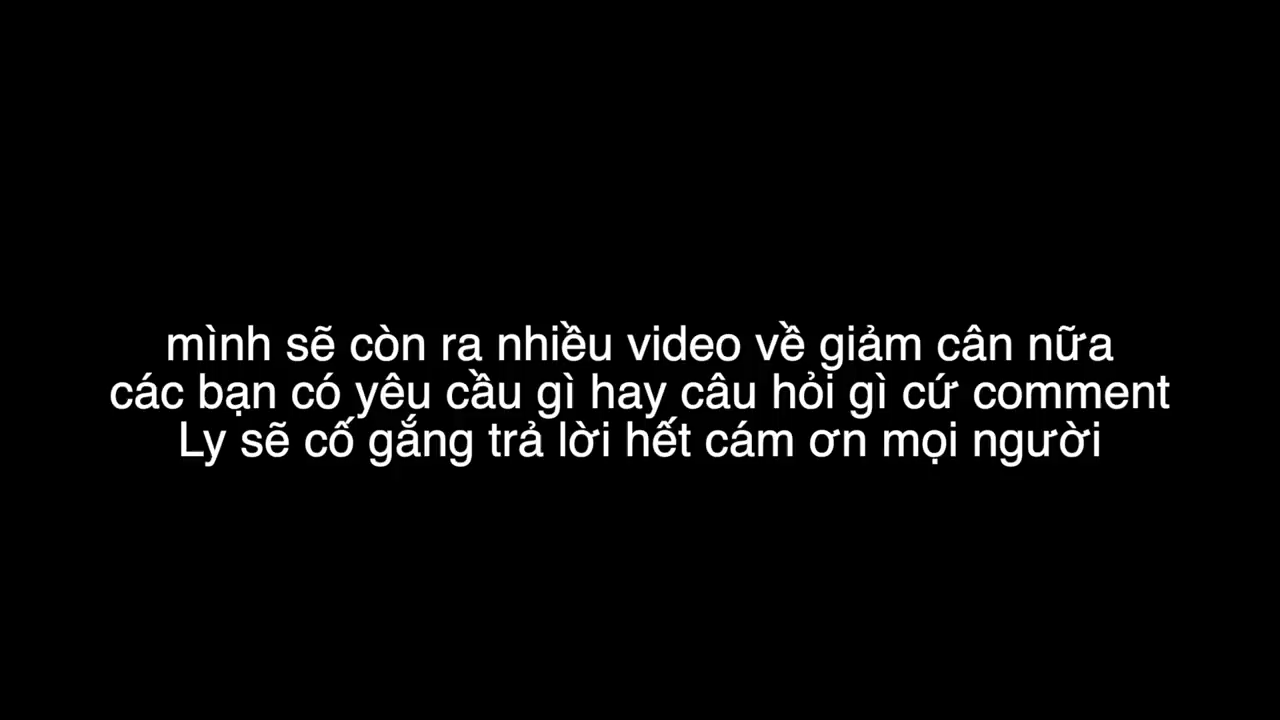 mình sẽ còn ra nhiều video về giảm cân nữa
các bạn có yêu cầu gì hay câu hỏi gì cứ comment
Ly sẽ cố gắng trả lời hết cám ơn mọi người